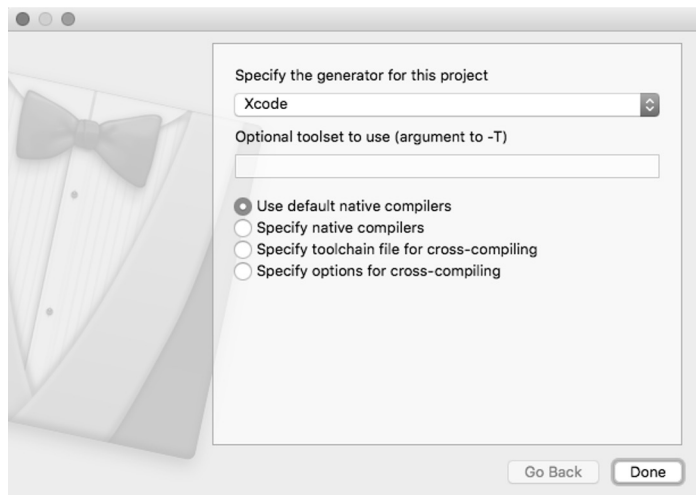 Specify the generator for this project
Xcode
Optional toolset to use (argument to -T)
Use default native compilers
Specify native compilers
Specify toolchain file for cross-compiling
Specify options for cross-compiling
Go Back Done